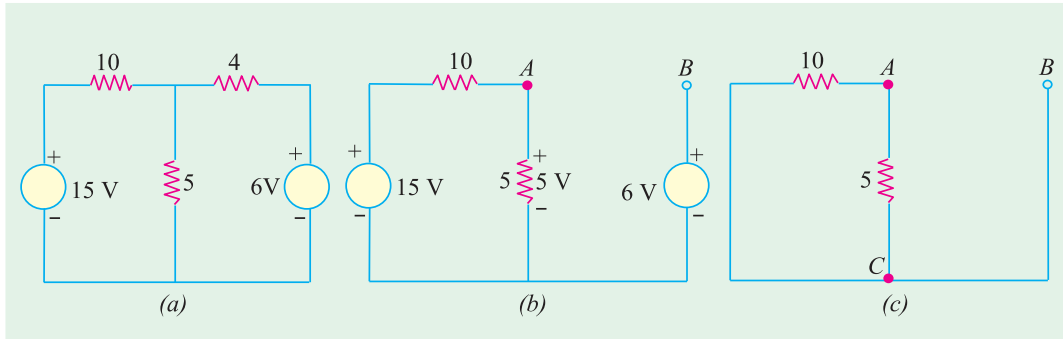 10 4
+ 15 V −
5
+ 6V −
(a)
10 A B
+ 15 V −
5 + 5 V −
+ 6 V −
(b)
10 A B
5
C
(c)